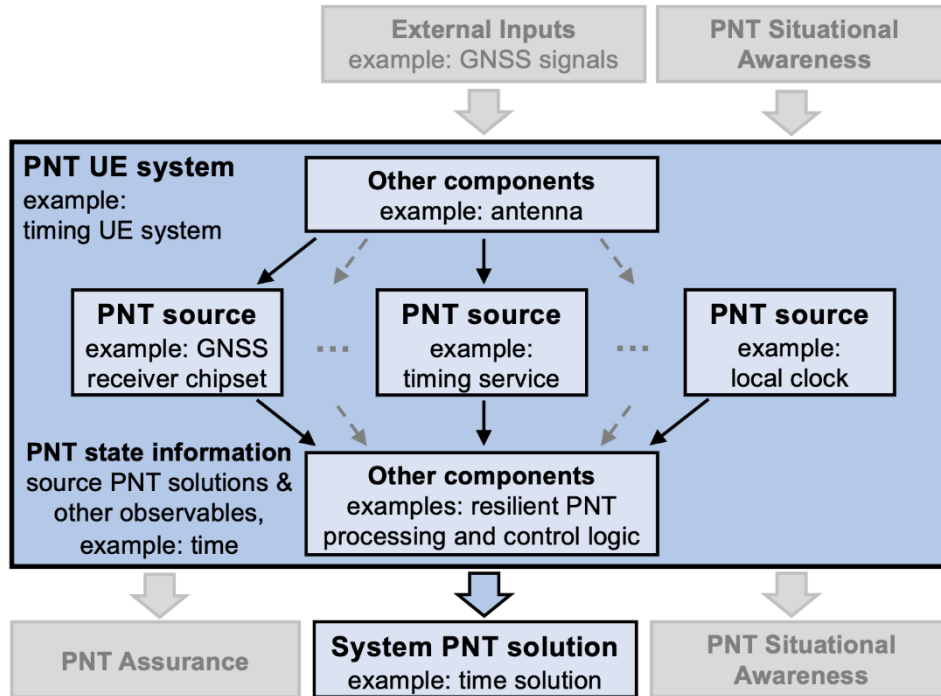 External Inputs
example: GNSS signals
PNT Situational
Awareness
PNT UE system
example:
timing UE system
Other components
example: antenna
PNT source
example: GNSS
receiver chipset
...
PNT source
example:
timing service
...
PNT source
example:
local clock
PNT state information
source PNT solutions &
other observables,
example: time
Other components
examples: resilient PNT
processing and control logic
PNT Assurance
System PNT solution
example: time solution
PNT Situational
Awareness